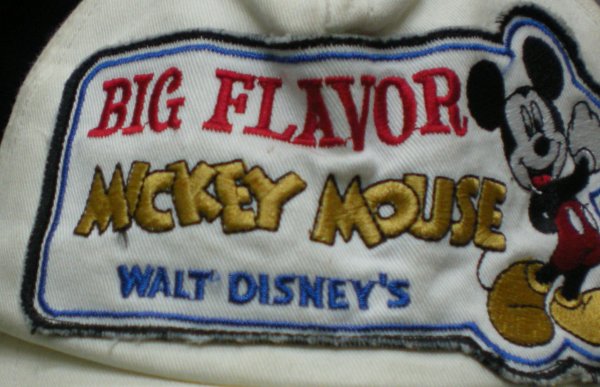 BIG FLAVOR
MICKEY MOUSE
WALT DISNEY'S